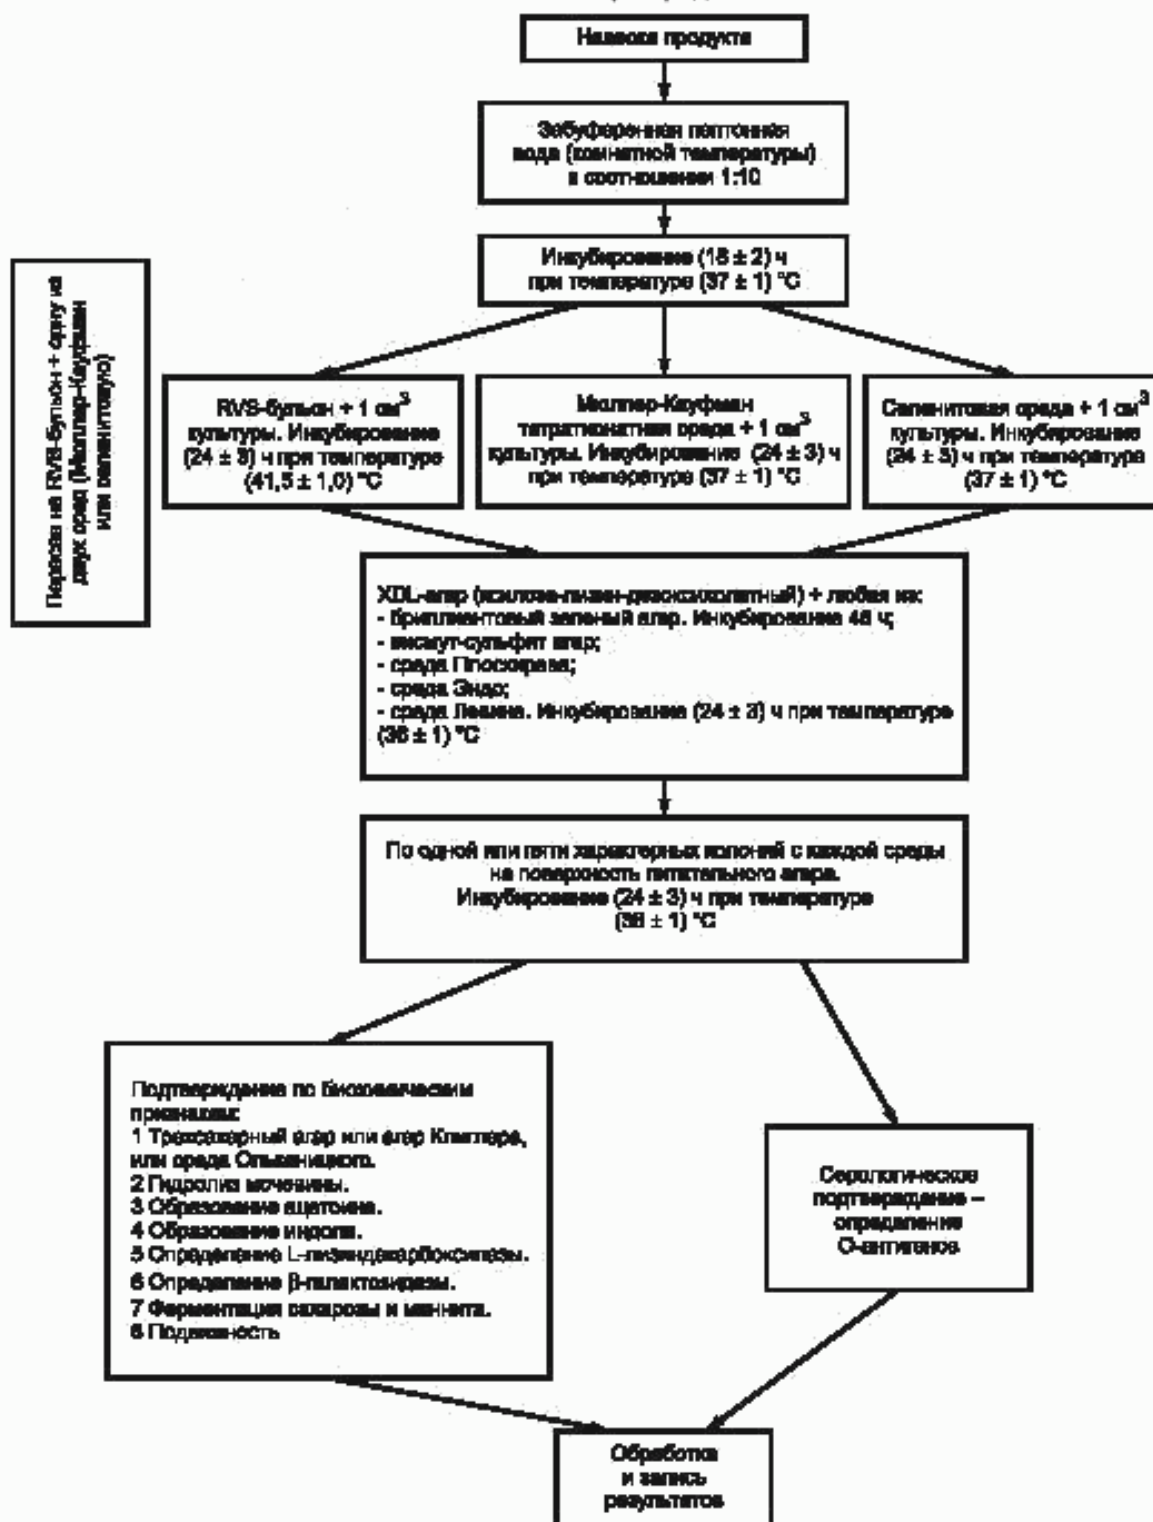 Навеска продукта
Забуференная пептонная
вода (комнатной температуры)
в соотношении 1:10
Инкубирование (18 ± 2) ч
при температуре (37 ± 1) °C
Пересев на RVS-бульон + одну из
двух сред (Мюллер-Кауфман
или селенитовую)
RVS-бульон + 1 см³
культуры. Инкубирование
(24 ± 3) ч при температуре
(41,5 ± 1,0) °C
Мюллер-Кауфман
тетратионатная среда + 1 см³
культуры. Инкубирование (24 ± 3) ч
при температуре (37 ± 1) °C
Селенитовая среда + 1 см³
культуры. Инкубирование
(24 ± 3) ч при температуре
(37 ± 1) °C
XDL-агар (ксилоза-лизин-дезоксихолатный) + любая из:
- бриллиантовый зеленый агар. Инкубирование 48 ч;
- висмут-сульфит агар;
- среда Плоскирева;
- среда Эндо;
- среда Левина. Инкубирование (24 ± 3) ч при температуре
(36 ± 1) °C
По одной или пяти характерных колоний с каждой среды
на поверхность питательного агара.
Инкубирование (24 ± 3) ч при температуре
(36 ± 1) °C
Подтверждение по биохимическим
признакам:
1 Трехсахарный агар или агар Клиглера,
или среда Олькеницкого.
2 Гидролиз мочевины.
3 Образование ацетоина.
4 Образование индола.
5 Определение L-лизиндекарбоксилазы.
6 Определение β-галактозидазы.
7 Ферментация сахарозы и маннита.
8 Подвижность
Серологическое
подтверждение –
определение
О-антигенов
Обработка
и запись
результатов